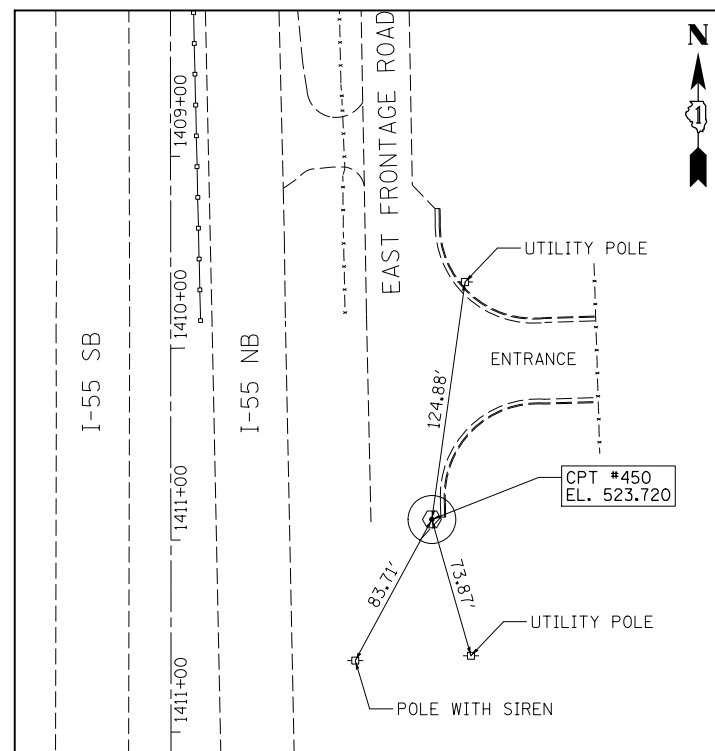 N
1
1409+00
EAST FRONTAGE ROAD
UTILITY POLE
1410+00
I-55 SB
I-55 NB
124.88'
ENTRANCE
CPT #450
EL. 523.720
1411+00
83.71'
73.87'
UTILITY POLE
1411+00
POLE WITH SIREN